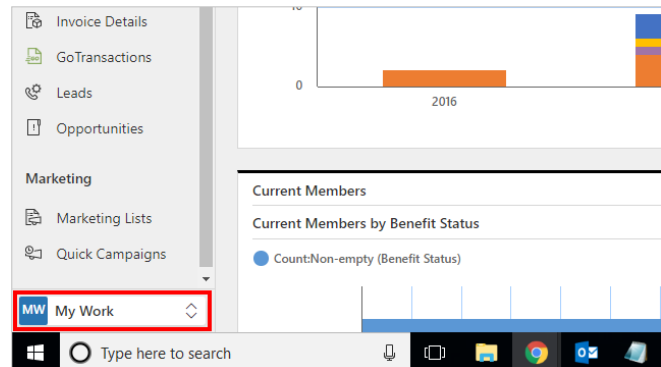 Invoice Details
GoTransactions
Leads
Opportunities
Marketing
Marketing Lists
Quick Campaigns
MW My Work
0
2016
Current Members
Current Members by Benefit Status
Count:Non-empty (Benefit Status)
Type here to search